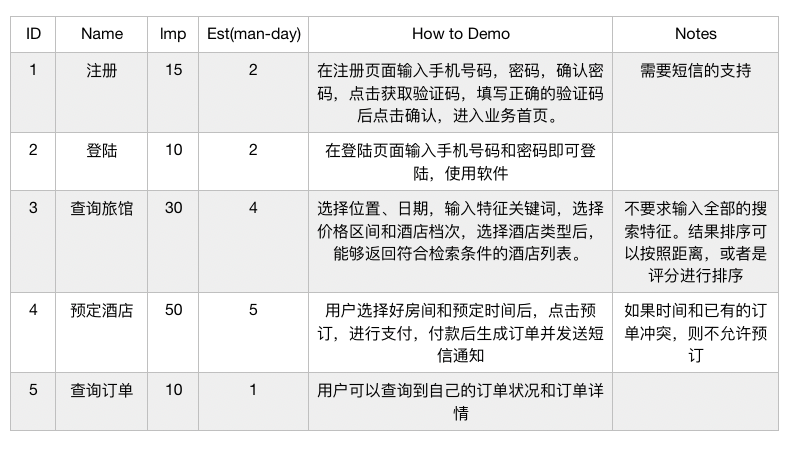 ID Name Imp Est(man-day) How to Demo Notes
1 注册 15 2 在注册页面输入手机号码，密码，确认密 需要短信的支持
码，点击获取验证码，填写正确的验证码
后点击确认，进入业务首页。
2 登陆 10 2 在登陆页面输入手机号码和密码即可登
陆，使用软件
3 查询旅馆 30 4 选择位置、日期，输入特征关键词，选择 不要求输入全部的搜
价格区间和酒店档次，选择酒店类型后， 索特征。结果排序可
能够返回符合检索条件的酒店列表。 以按照距离，或者是
评分进行排序
4 预定酒店 50 5 用户选择好房间和预定时间后，点击预 如果时间和已有的订
订，进行支付，付款后生成订单并发送短 单冲突，则不允许预
信通知 订
5 查询订单 10 1 用户可以查询到自己的订单状况和订单详
情